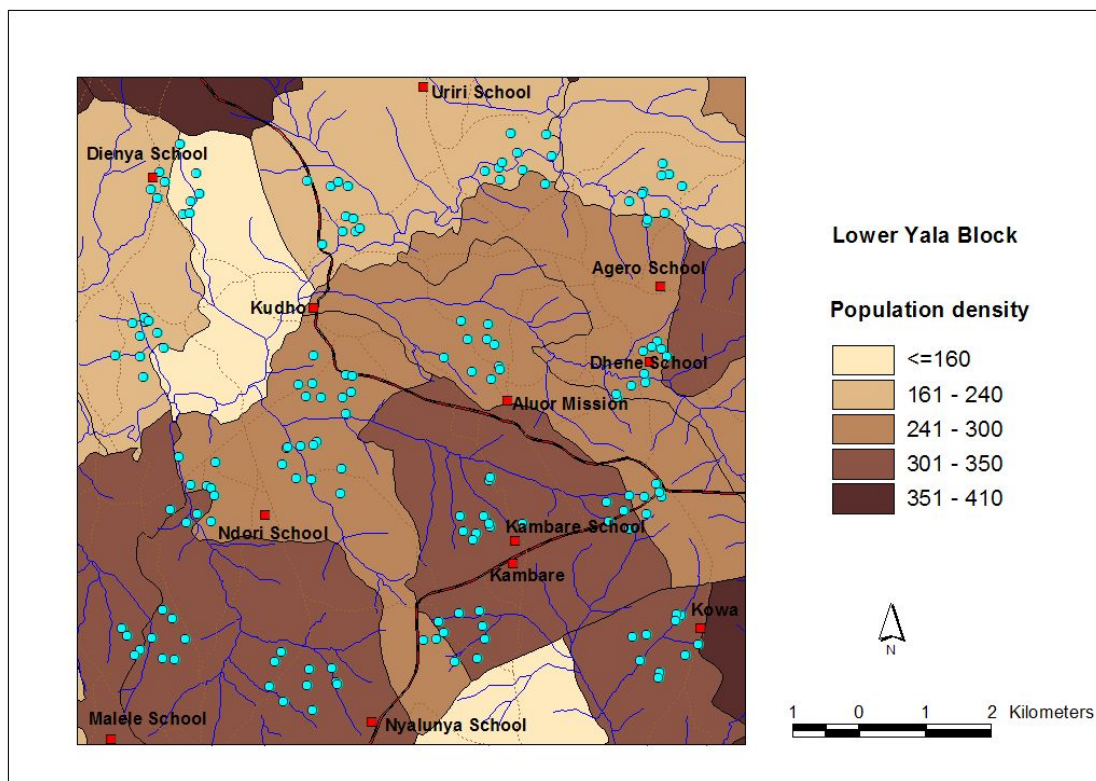 Uriri School
Dienya School
Agero School
Kudho
Dhene School
Aluor Mission
Ndori School
Kambare School
Kambare
Kowa
Malele School
Nyalunya School
Lower Yala Block
Population density
<=160
161 - 240
241 - 300
301 - 350
351 - 410
N
1 0 1 2 Kilometers